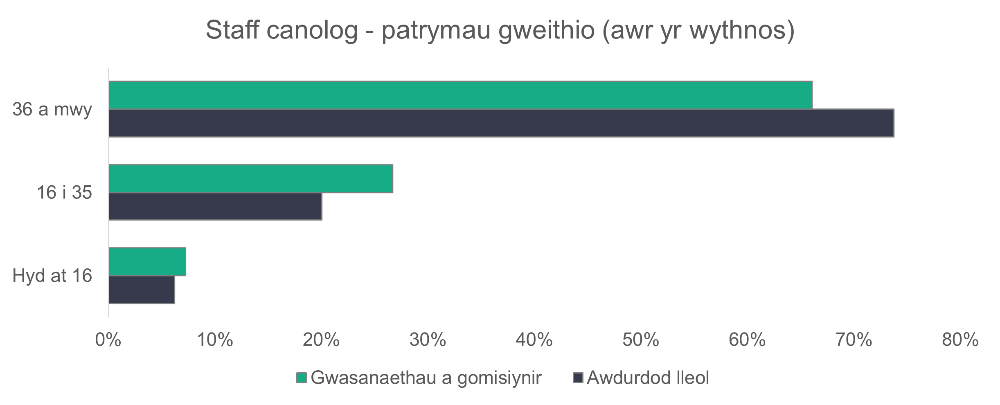 Staff canolog - patrymau gweithio (awr yr wythnos)
36 a mwy
16 i 35
Hyd at 16
0% 10% 20% 30% 40% 50% 60% 70% 80%
Gwasanaethau a gomisiynir Awdurdod lleol